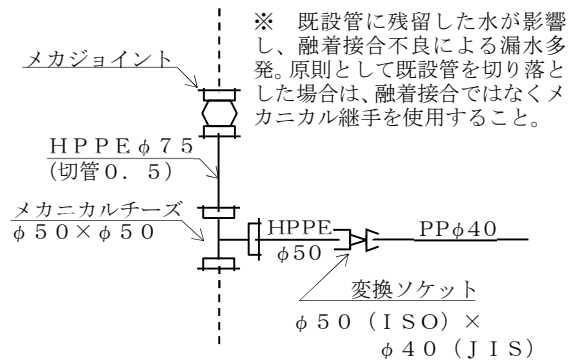 ※　既設管に残留した水が影響
し、融着接合不良による漏水多
発。原則として既設管を切り落と
した場合は、融着接合ではなくメ
カニカル継手を使用すること。
メカジョイント
ＨＰＰＥφ７５
(切管０．５)
メカニカルチーズ
φ５０×φ５０
HPPE
φ50
PPφ40
変換ソケット
φ５０（ＩＳＯ）×
φ４０（ＪＩＳ）